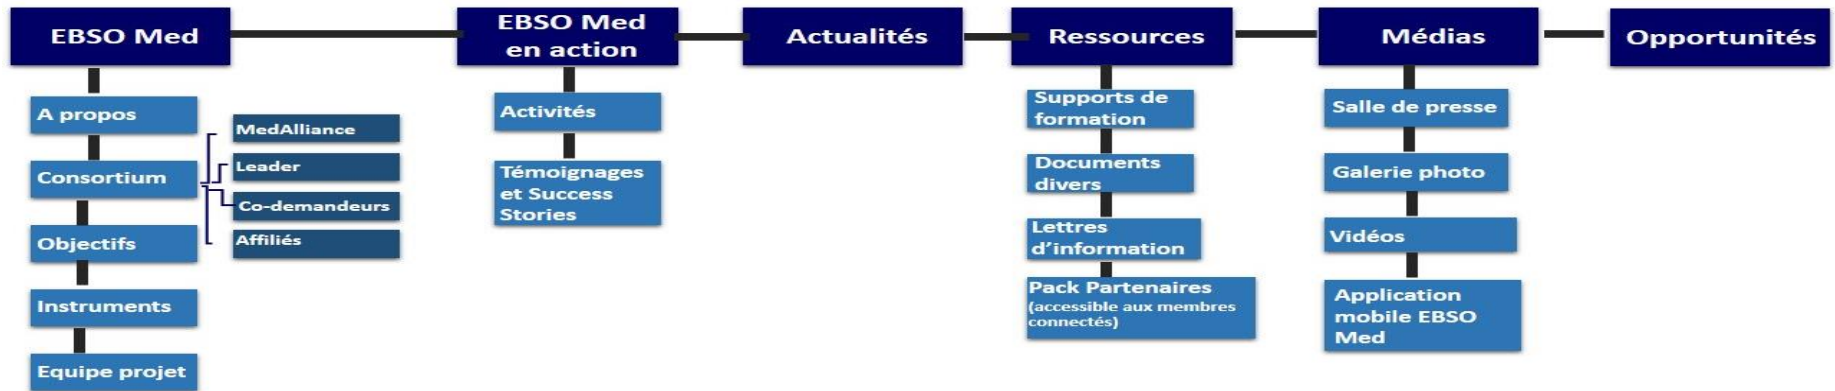 EBSO Med
EBSO Med
en action
Actualités
Ressources
Médias
Opportunités
A propos
Consortium
Objectifs
Instruments
Equipe projet
MedAlliance
Leader
Co-demandeurs
Affiliés
Activités
Témoignages
et Success
Stories
Supports de
formation
Documents
divers
Lettres
d’information
Pack Partenaires
(accessible aux membres
connectés)
Salle de presse
Galerie photo
Vidéos
Application
mobile EBSO
Med